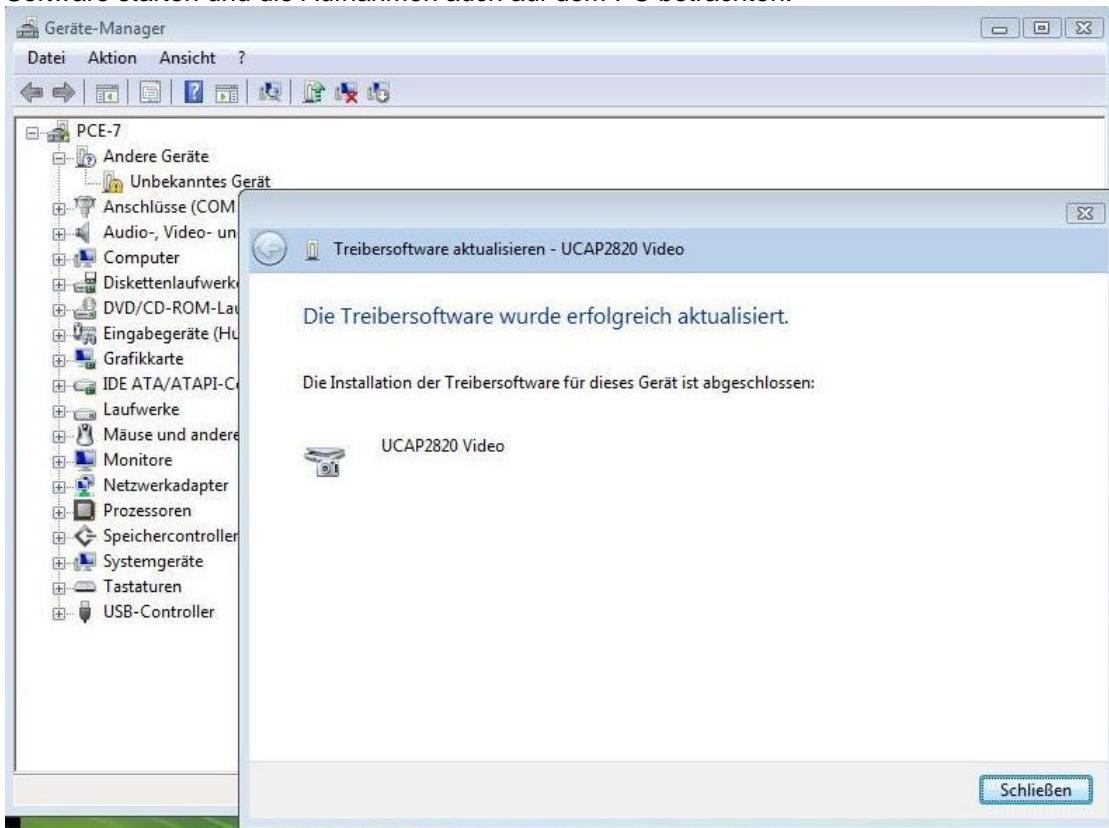 Geräte-Manager
Datei Aktion Ansicht ?
PCE-7
Andere Geräte
Unbekanntes Gerät
Anschlüsse (COM
Audio-, Video- un
Computer
Diskettenlaufwerk
DVD/CD-ROM-Lau
Eingabegeräte (Hu
Grafikkarte
IDE ATA/ATAPI-C
Laufwerke
Mäuse und andere
Monitore
Netzwerkadapter
Prozessoren
Speichercontroller
Systemgeräte
Tastaturen
USB-Controller
Treibersoftware aktualisieren - UCAP2820 Video
Die Treibersoftware wurde erfolgreich aktualisiert.
Die Installation der Treibersoftware für dieses Gerät ist abgeschlossen:
UCAP2820 Video
Schließen